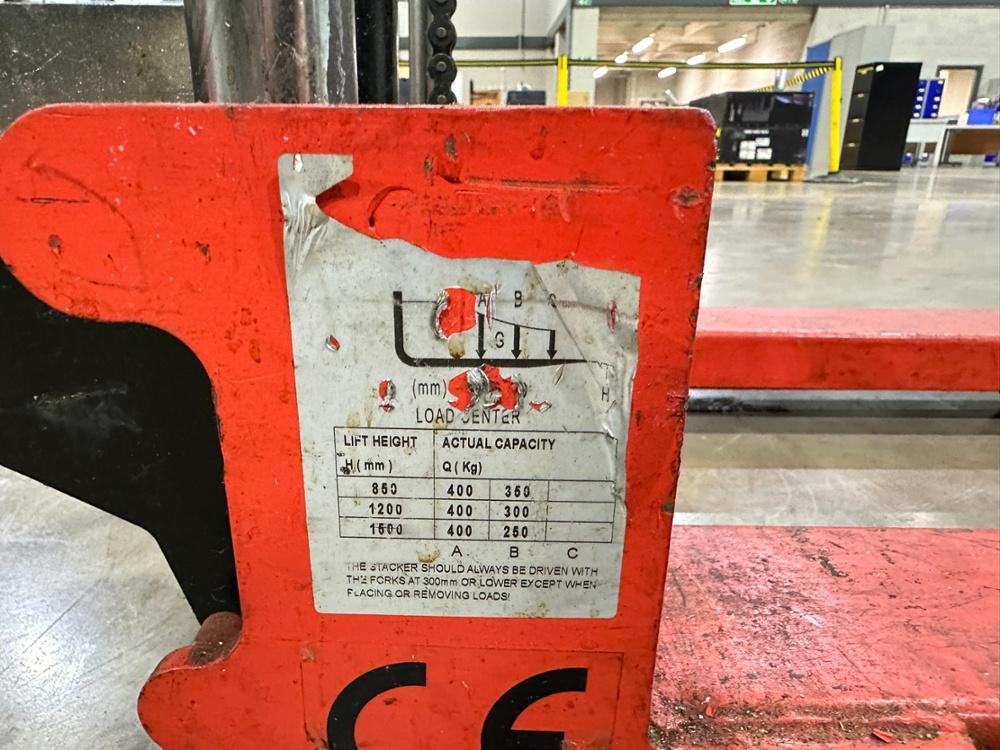 A B C
G
H
(mm)
LOAD CENTER
LIFT HEIGHT ACTUAL CAPACITY
H (mm) Q (Kg)
850 400 350
1200 400 300
1500 400 250
A B C
THE STACKER SHOULD ALWAYS BE DRIVEN WITH
THE FORKS AT 300mm OR LOWER EXCEPT WHEN
PLACING OR REMOVING LOADS!
CE